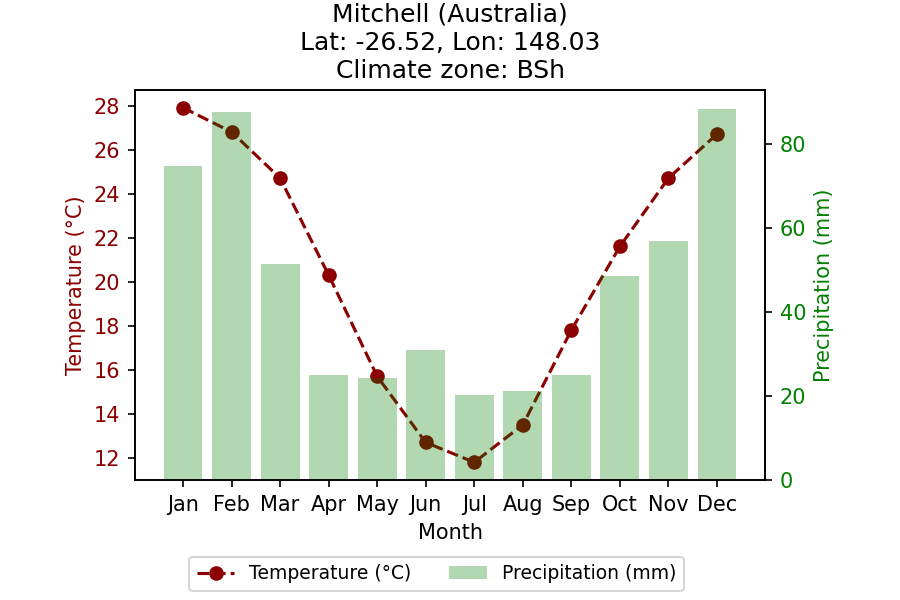 Mitchell (Australia)
Lat: -26.52, Lon: 148.03
Climate zone: BSh
Temperature (°C)
28
26
24
22
20
18
16
14
12
Precipitation (mm)
80
60
40
20
0
Jan Feb Mar Apr May Jun Jul Aug Sep Oct Nov Dec
Month
Temperature (°C) Precipitation (mm)